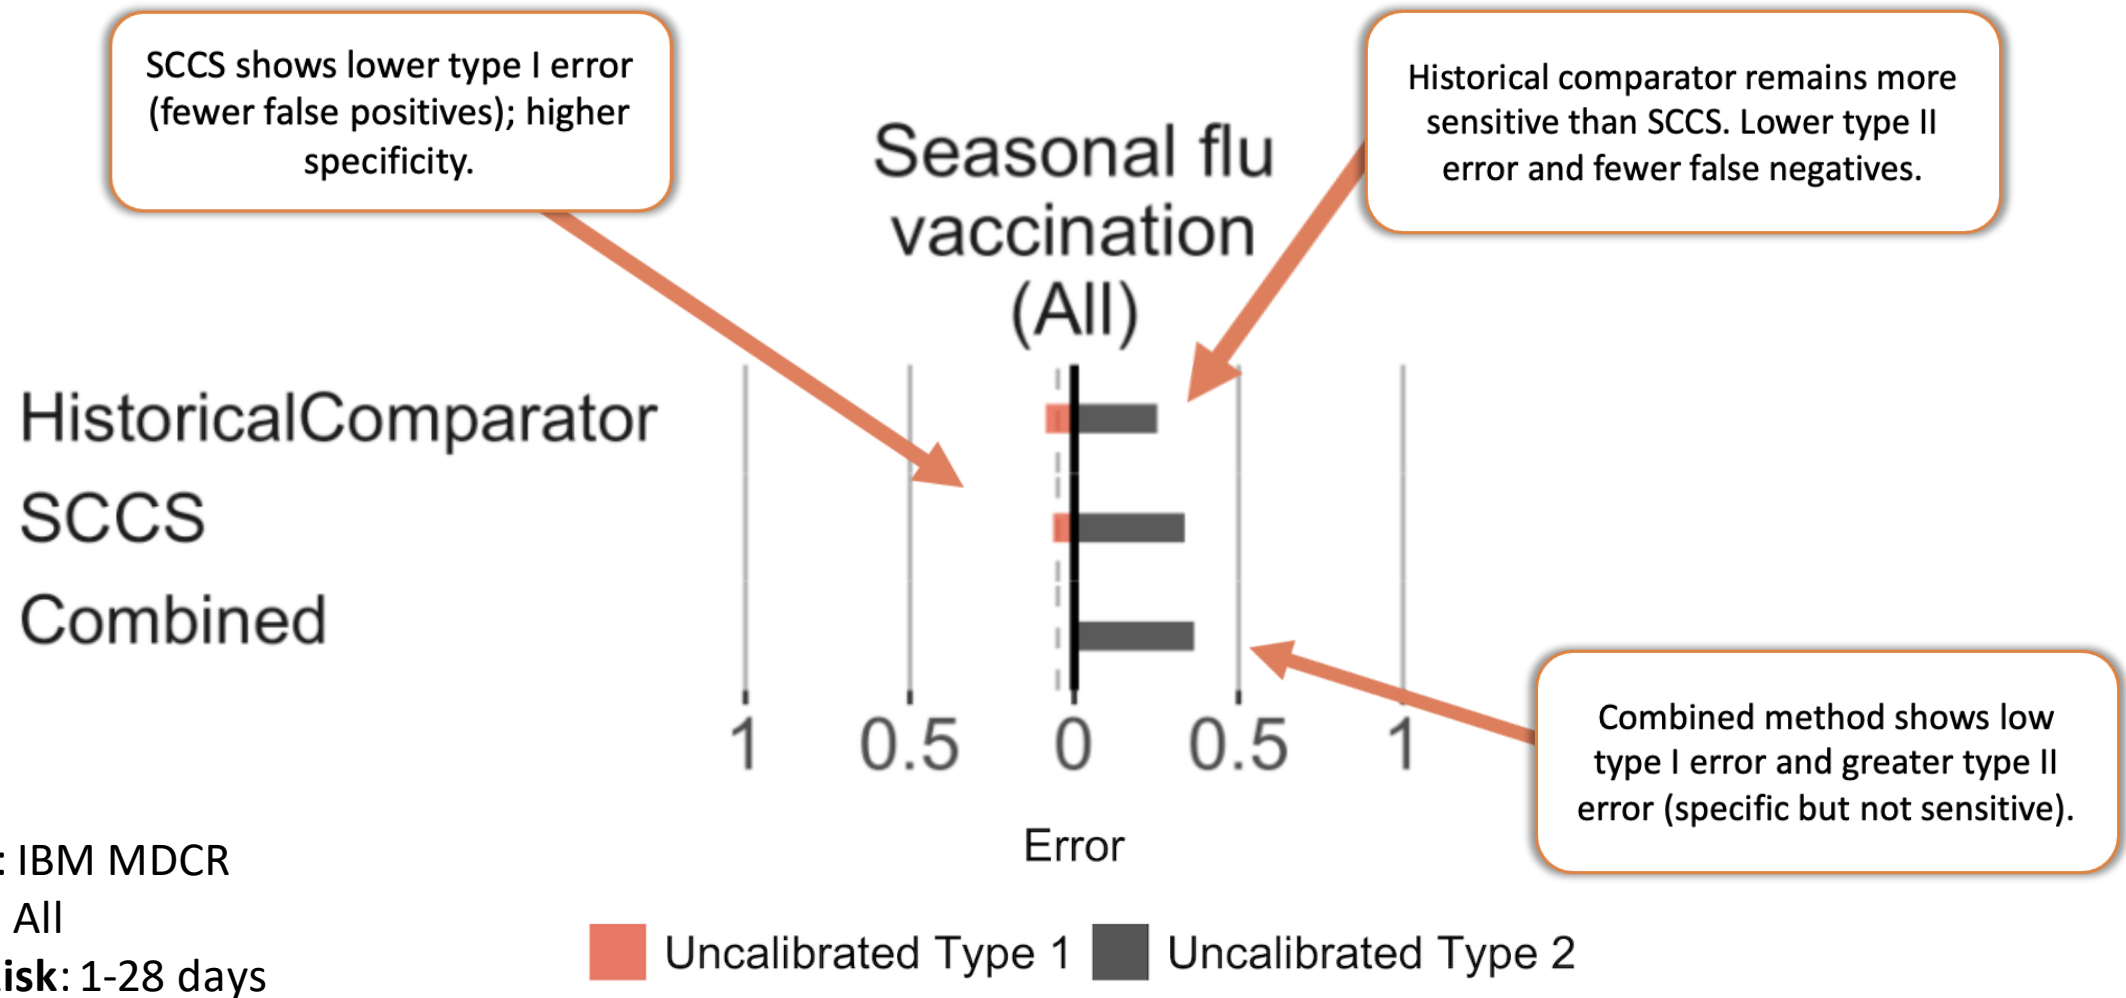 SCCS shows lower type I error
(fewer false positives); higher
specificity.
Historical comparator remains more
sensitive than SCCS. Lower type II
error and fewer false negatives.
Seasonal flu
vaccination
(All)
HistoricalComparator
SCCS
Combined
1 0.5 0 0.5 1
Error
Combined method shows low
type I error and greater type II
error (specific but not sensitive).
: IBM MDCR
All
isk: 1-28 days
Uncalibrated Type 1 Uncalibrated Type 2